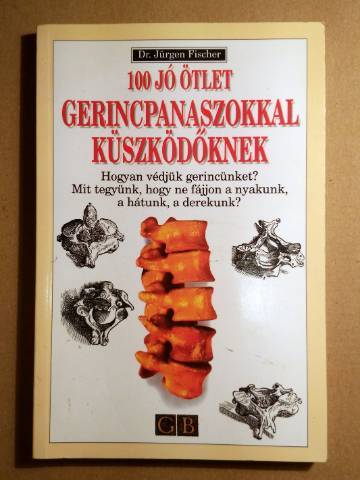 Dr. Jürgen Fischer
100 JÓ ÖTLET
GERINCPANASZOKKAL
KÜSZKÖDŐKNEK
Hogyan védjük gerincünket?
Mit tegyünk, hogy ne fájjon a nyakunk,
a hátunk, a derekunk?
G B